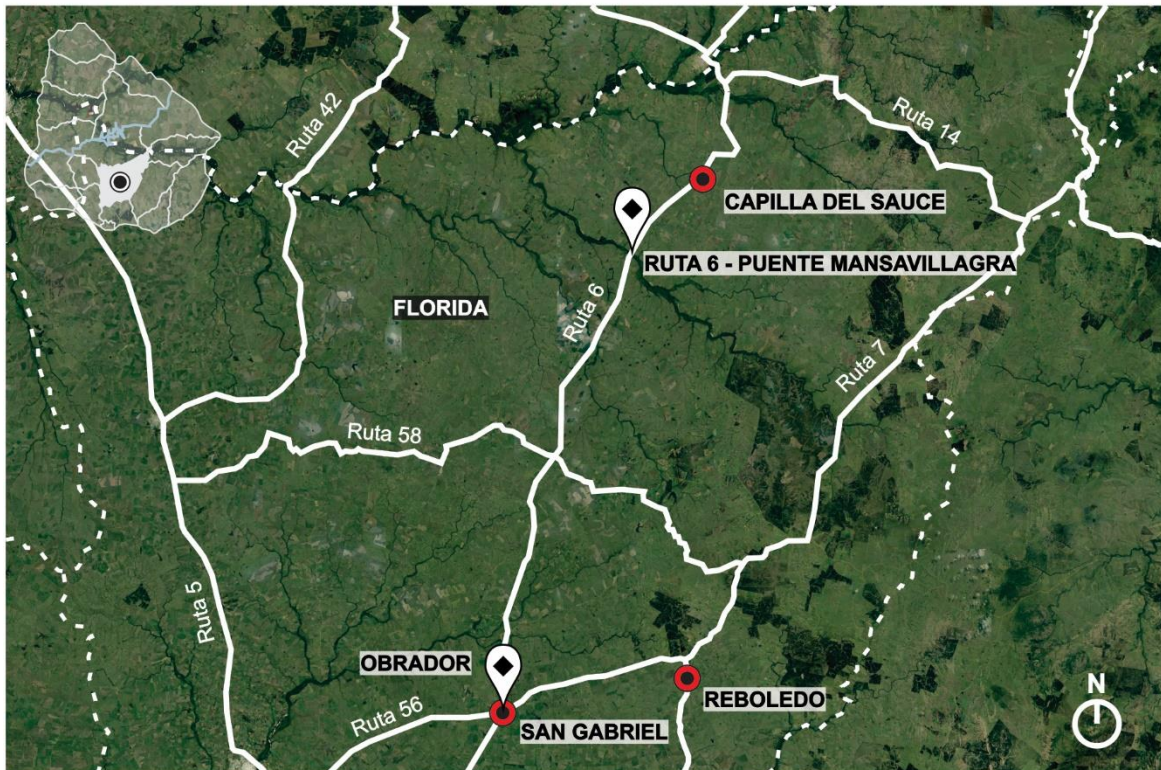 Ruta 42
Ruta 14
CAPILLA DEL SAUCE
RUTA 6 - PUENTE MANSAVILLAGRA
FLORIDA
Ruta 6
Ruta 7
Ruta 58
Ruta 5
OBRADOR
Ruta 56
SAN GABRIEL
REBOLEDO
N